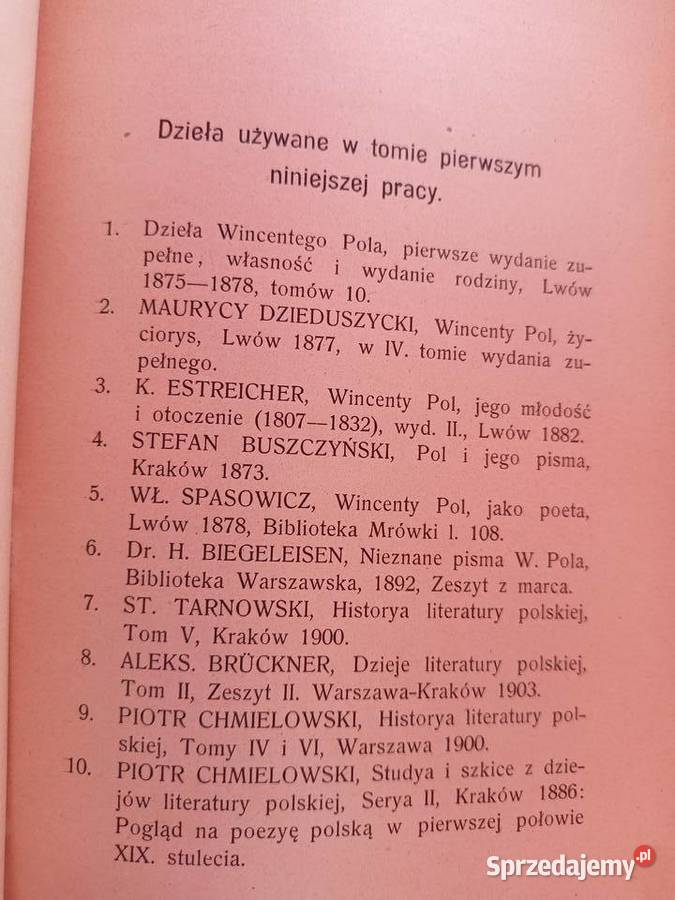 Dzieła używane w tomie pierwszym
niniejszej pracy.
1. Dzieła Wincentego Pola, pierwsze wydanie zu-
pełne, własność i wydanie rodziny, Lwów
1875—1878, tomów 10.
2. MAURYCY DZIEDUSZYCKI, Wincenty Pol, ży-
ciorys, Lwów 1877, w IV. tomie wydania zu-
pełnego.
3. K. ESTREICHER, Wincenty Pol, jego młodość
i otoczenie (1807—1832), wyd. II., Lwów 1882.
4. STEFAN BUSZCZYŃSKI, Pol i jego pisma,
Kraków 1873.
5. WŁ. SPASOWICZ, Wincenty Pol, jako poeta,
Lwów 1878, Biblioteka Mrówki l. 108.
6. Dr. H. BIEGELEISEN, Nieznane pisma W. Pola,
Biblioteka Warszawska, 1892, Zeszyt z marca.
7. ST. TARNOWSKI, Historya literatury polskiej,
Tom V, Kraków 1900.
8. ALEKS. BRÜCKNER, Dzieje literatury polskiej,
Tom II, Zeszyt II. Warszawa-Kraków 1903.
9. PIOTR CHMIELOWSKI, Historya literatury pol-
skiej, Tomy IV i VI, Warszawa 1900.
10. PIOTR CHMIELOWSKI, Studya i szkice z dzie-
jów literatury polskiej, Serya II, Kraków 1886:
Pogląd na poezyę polską w pierwszej połowie
XIX. stulecia.
Sprzedajemy.pl